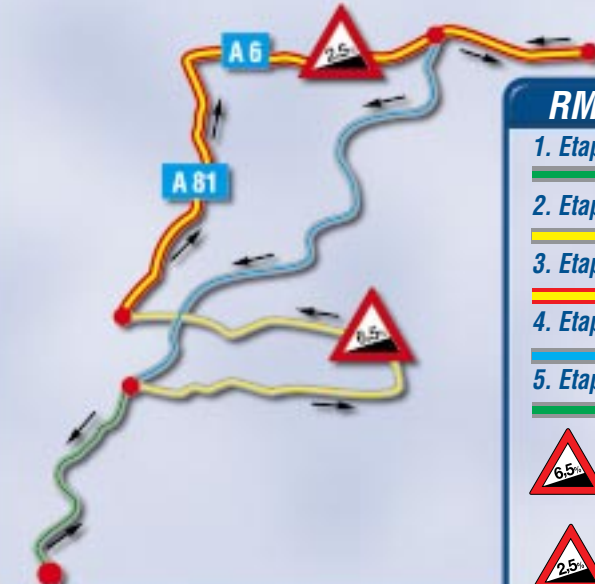 A 6
2.5%
A 81
6.5%
RM
1. Etap
2. Etap
3. Etap
4. Etap
5. Etap
6,5%
2,5%